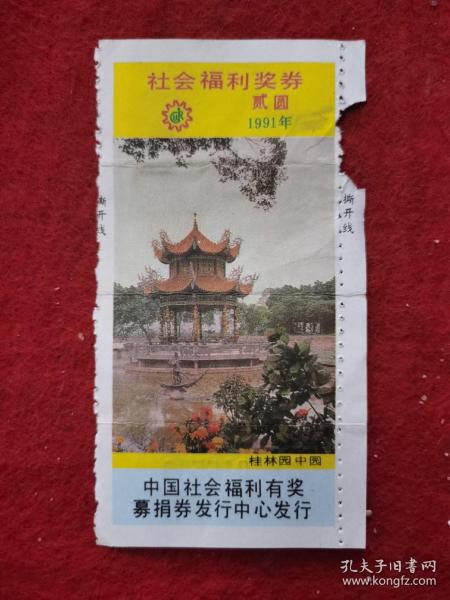 社会福利奖券
贰圆
1991年
撕开线
撕开线
桂林园中园
中国社会福利有奖
募捐券发行中心发行
孔夫子旧书网
www.kongfz.com